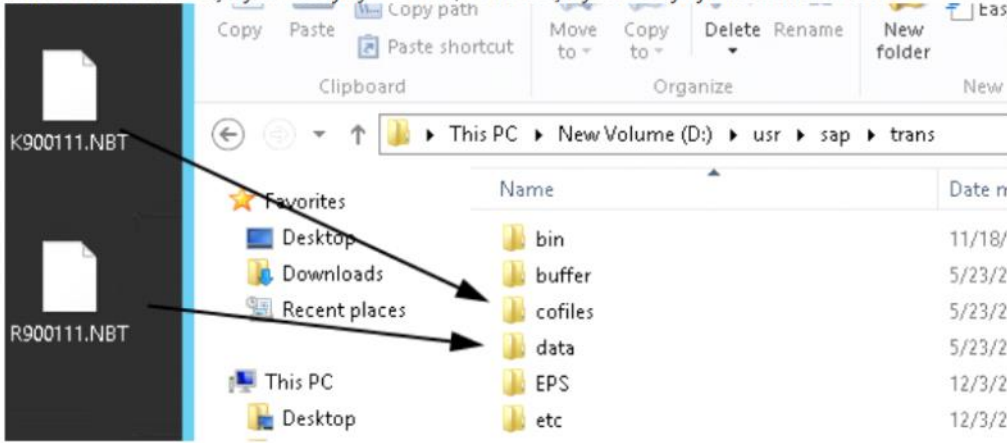 Copy
Paste
Copy path
Paste shortcut
Move to
Copy to
Delete
Rename
New folder
Eas
Clipboard
Organize
New
This PC New Volume (D:) usr sap trans
K900111.NBT
R900111.NBT
Favorites
Desktop
Downloads
Recent places
This PC
Desktop
Name
Date m
bin 11/18/
buffer 5/23/2
cofiles 5/23/2
data 5/23/2
EPS 12/3/2
etc 12/3/2